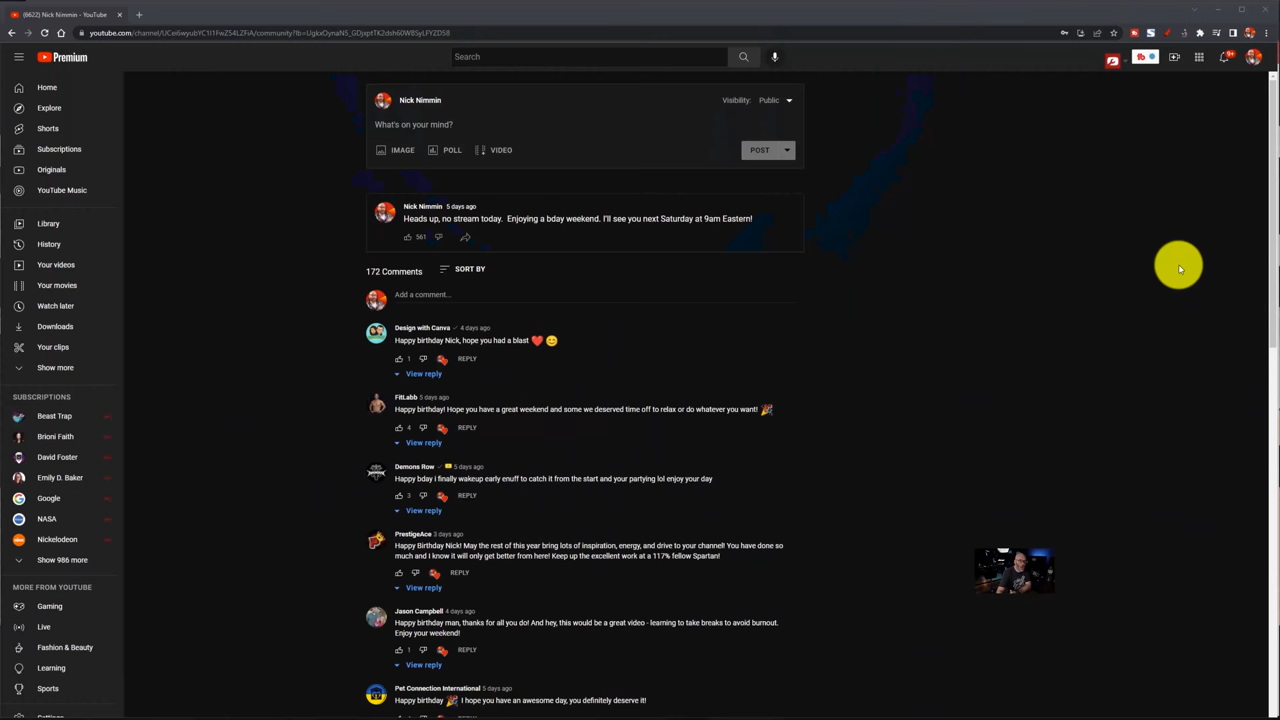 (6622) Nick Nimmin - YouTube
youtube.com/channel/
Premium
Search
9+
Home
Explore
Shorts
Subscriptions
Originals
YouTube Music
Library
History
Your videos
Your movies
Watch later
Downloads
Your clips
Show more
SUBSCRIPTIONS
Beast Trap
Brioni Faith
David Foster
Emily D. Baker
Google
NASA
Nickelodeon
Show 986 more
MORE FROM YOUTUBE
Gaming
Live
Fashion & Beauty
Learning
Sports
Settings
Nick Nimmin
Visibility: Public
What's on your mind?
IMAGE POLL VIDEO
POST
Nick Nimmin 5 days ago
Heads up, no stream today. Enjoying a bday weekend. I'll see you next Saturday at 9am Eastern!
561
172 Comments SORT BY
Add a comment...
Design with Canva 4 days ago
Happy birthday Nick, hope you had a blast ❤️ 😊
1 REPLY
View reply
FitLabb 5 days ago
Happy birthday! Hope you have a great weekend and some we deserved time off to relax or do whatever you want! 🎉
4 REPLY
View reply
Demons Row 5 days ago
Happy bday i finally wakeup early enuff to catch it from the start and your partying lol enjoy your day
3 REPLY
View reply
PrestigeAce 3 days ago
Happy Birthday Nick! May the rest of this year bring lots of inspiration, energy, and drive to your channel! You have done so
much and I know it will only get better from here! Keep up the excellent work at a 117% fellow Spartan!
REPLY
View reply
Jason Campbell 4 days ago
Happy birthday man, thanks for all you do! And hey, this would be a great video - learning to take breaks to avoid burnout.
Enjoy your weekend!
1 REPLY
View reply
Pet Connection International 5 days ago
Happy birthday 🎉 I hope you have an awesome day, you definitely deserve it!